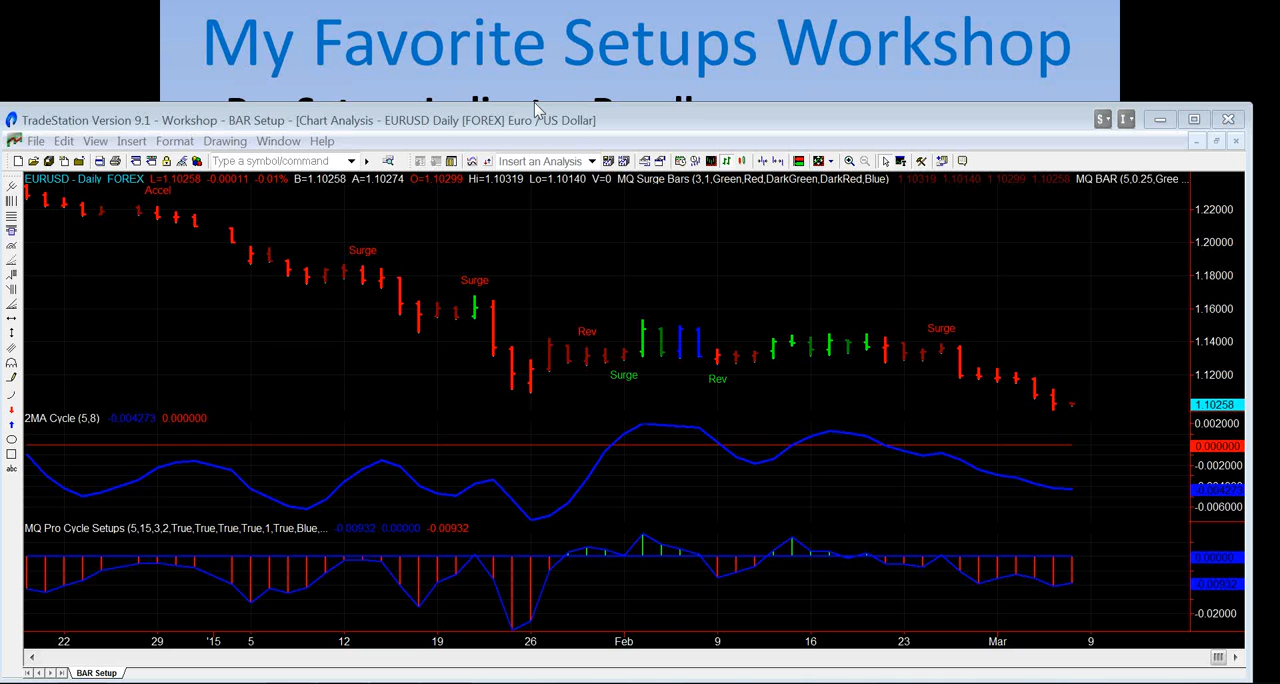 My Favorite Setups Workshop
TradeStation Version 9.1 - Workshop - BAR Setup - [Chart Analysis - EURUSD Daily [FOREX] Euro / US Dollar]
S I
File Edit View Insert Format Drawing Window Help
Type a symbol/command Insert an Analysis
EURUSD - Daily FOREX L=1.10258 -0.00011 -0.01% B=1.10258 A=1.10274 O=1.10299 Hi=1.10319 Lo=1.10140 V=0 MQ Surge Bars (3,1,Green,Red,DarkGreen,DarkRed,Blue) 1.10319 1.10140 1.10299 1.10258 MQ BAR (5,0.25,Gree ...
Accel
1.22000
1.20000
Surge
1.18000
Surge
1.16000
Rev
Surge
1.14000
Surge
Rev
1.12000
1.10258
abc
2MA Cycle (5,8) -0.004273 0.000000
0.002000
0.000000
-0.002000
-0.006000
MQ Pro Cycle Setups (5,15,3,2,True,True,True,True,1,True,Blue,... -0.00932 0.00000 -0.00932
0.00000
-0.00932
-0.02000
22 29 '15 5 12 19 26 Feb 9 16 23 Mar 9
BAR Setup